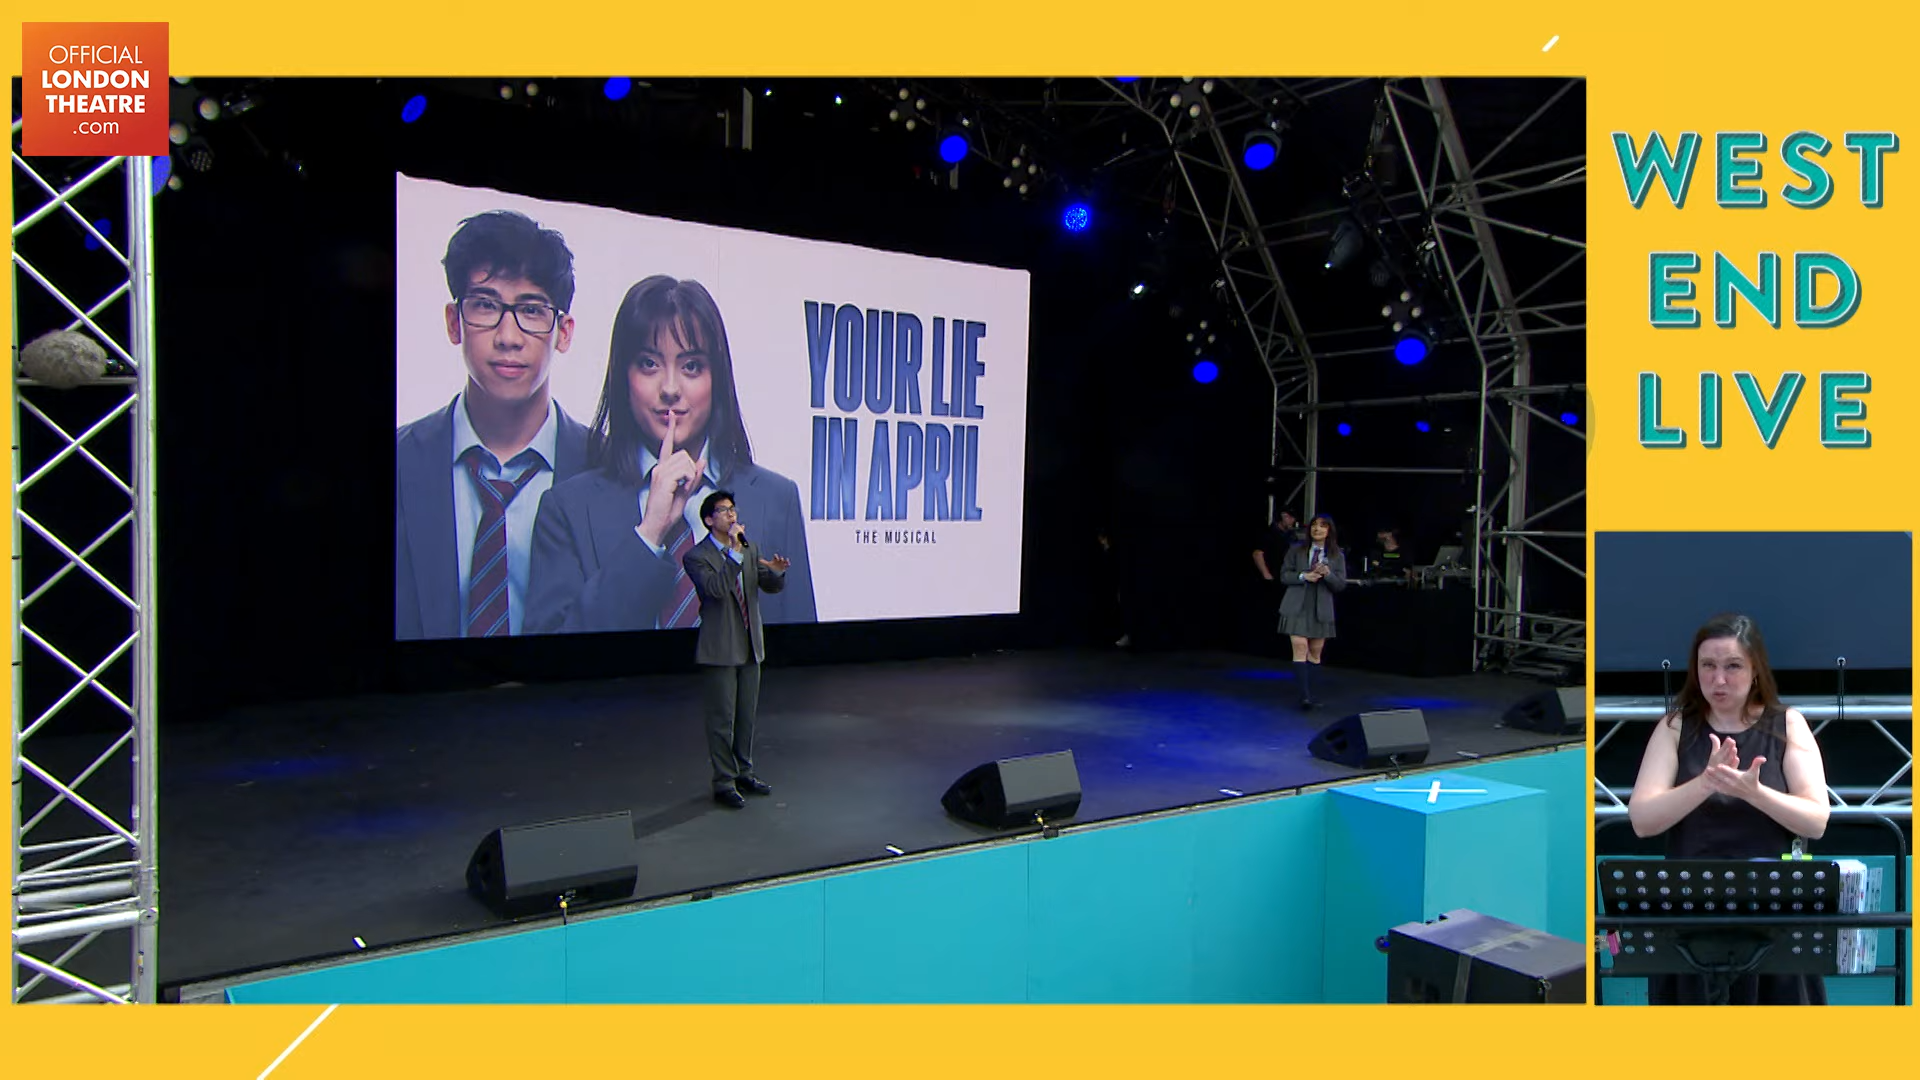 OFFICIAL
LONDON
THEATRE
.com
YOUR LIE
IN APRIL
THE MUSICAL
WEST
END
LIVE